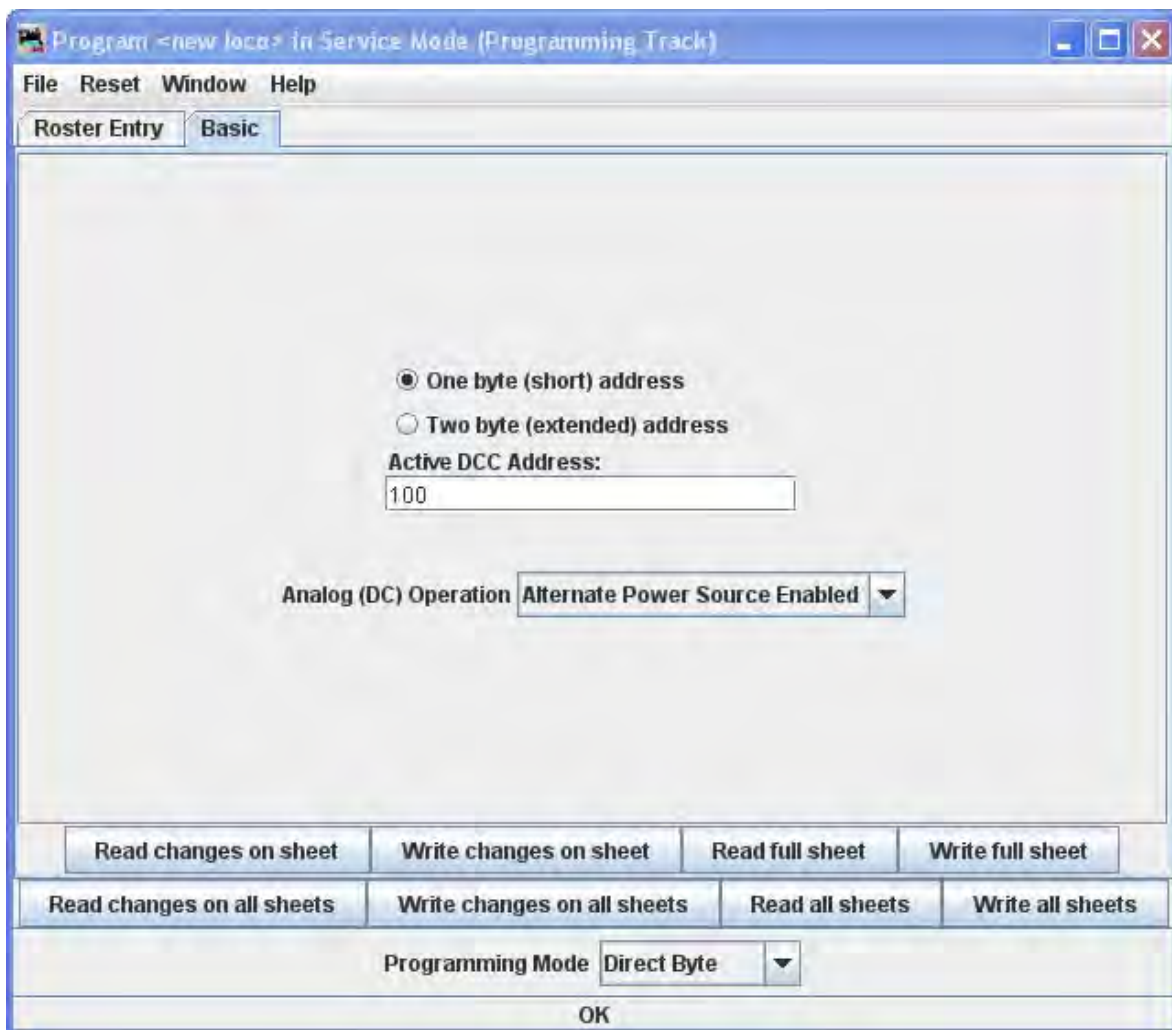 Program <new loco> in Service Mode (Programming Track)
File Reset Window Help
Roster Entry Basic
One byte (short) address
Two byte (extended) address
Active DCC Address:
100
Analog (DC) Operation Alternate Power Source Enabled
Read changes on sheet Write changes on sheet Read full sheet Write full sheet
Read changes on all sheets Write changes on all sheets Read all sheets Write all sheets
Programming Mode Direct Byte
OK